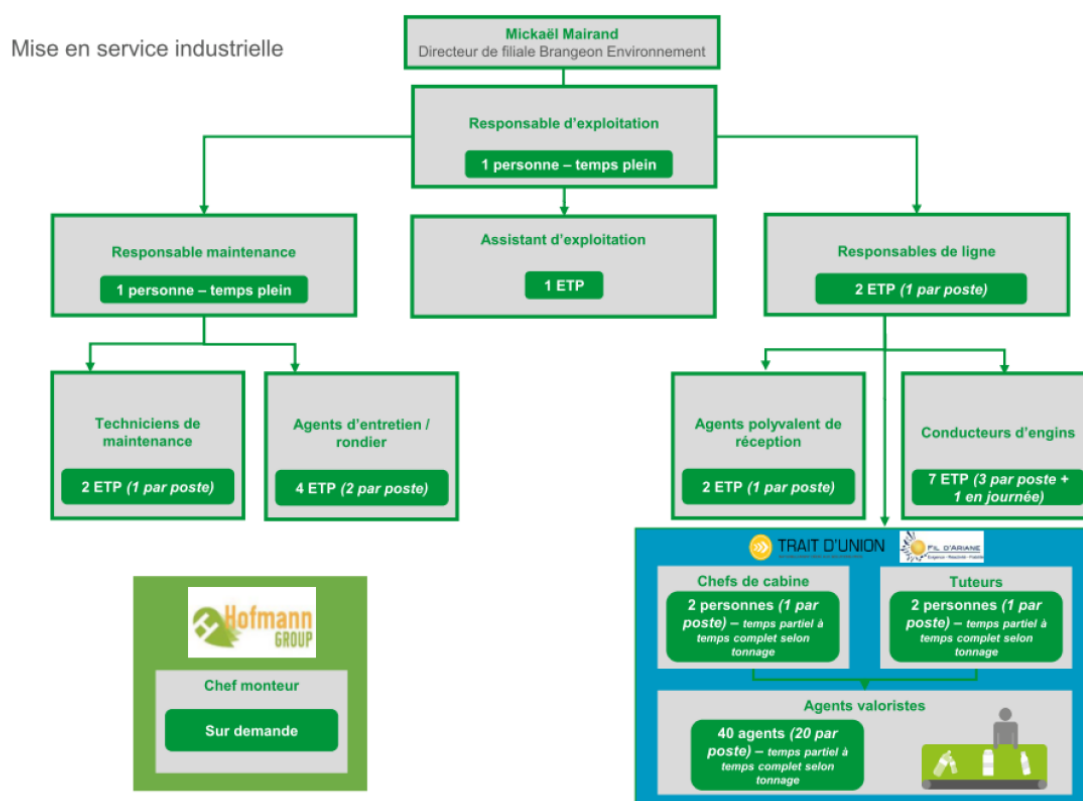 Mise en service industrielle
Mickaël Mairand
Directeur de filiale Brangeon Environnement
Responsable d'exploitation
1 personne – temps plein
Responsable maintenance
1 personne – temps plein
Assistant d'exploitation
1 ETP
Responsables de ligne
2 ETP (1 par poste)
Techniciens de
maintenance
2 ETP (1 par poste)
Agents d'entretien /
rondier
4 ETP (2 par poste)
Agents polyvalent de
réception
2 ETP (1 par poste)
Conducteurs d'engins
7 ETP (3 par poste +
1 en journée)
Hofmann
GROUP
Chef monteur
Sur demande
TRAIT D'UNION
FIL D'ARIANE
Chefs de cabine
2 personnes (1 par
poste) – temps partiel à
temps complet selon
tonnage
Tuteurs
2 personnes (1 par
poste) – temps partiel à
temps complet selon
tonnage
Agents valoristes
40 agents (20 par
poste) – temps partiel à
temps complet selon
tonnage